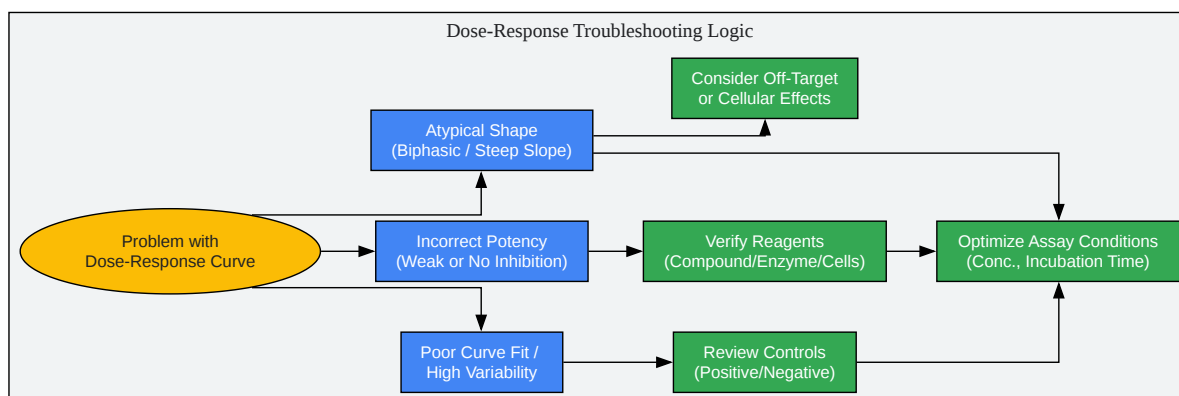 Dose-Response Troubleshooting Logic
Consider Off-Target
or Cellular Effects
Atypical Shape
(Biphasic / Steep Slope)
Problem with
Dose-Response Curve
Incorrect Potency
(Weak or No Inhibition)
Verify Reagents
(Compound/Enzyme/Cells)
Optimize Assay Conditions
(Conc., Incubation Time)
Poor Curve Fit /
High Variability
Review Controls
(Positive/Negative)